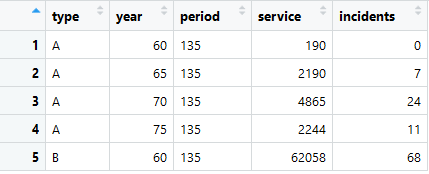 type year period service incidents
1 A 60 135 190 0
2 A 65 135 2190 7
3 A 70 135 4865 24
4 A 75 135 2244 11
5 B 60 135 62058 68